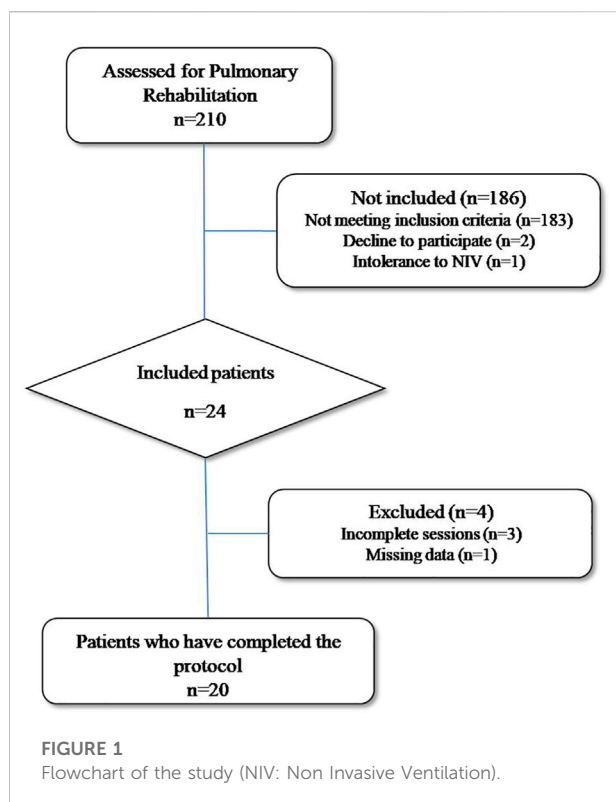 Assessed for Pulmonary
Rehabilitation
n=210
Not included (n=186)
Not meeting inclusion criteria (n=183)
Decline to participate (n=2)
Intolerance to NIV (n=1)
Included patients
n=24
Excluded (n=4)
Incomplete sessions (n=3)
Missing data (n=1)
Patients who have completed the
protocol
n=20
FIGURE 1
Flowchart of the study (NIV: Non Invasive Ventilation).